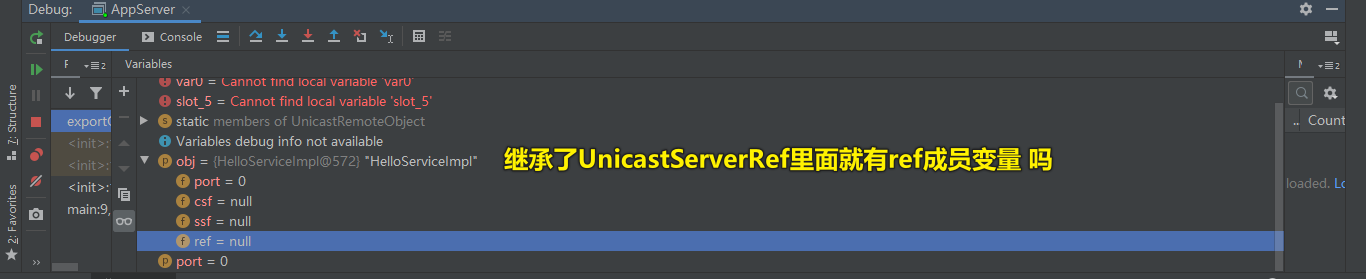 Debug:
AppServer
Debugger
Console
F
2
Variables
M
2
var0 = Cannot find local variable 'var0'
slot_5 = Cannot find local variable 'slot_5'
static members of UnicastRemoteObject
Variables debug info not available
obj = {HelloServiceImpl@572} "HelloServiceImpl"
port = 0
csf = null
ssf = null
ref = null
port = 0
继承了UnicastServerRef里面就有ref成员变量 吗
<init>:
<init>:
<init>:
main:9,
.. Count
loaded. Lo
7: Structure
2: Favorites